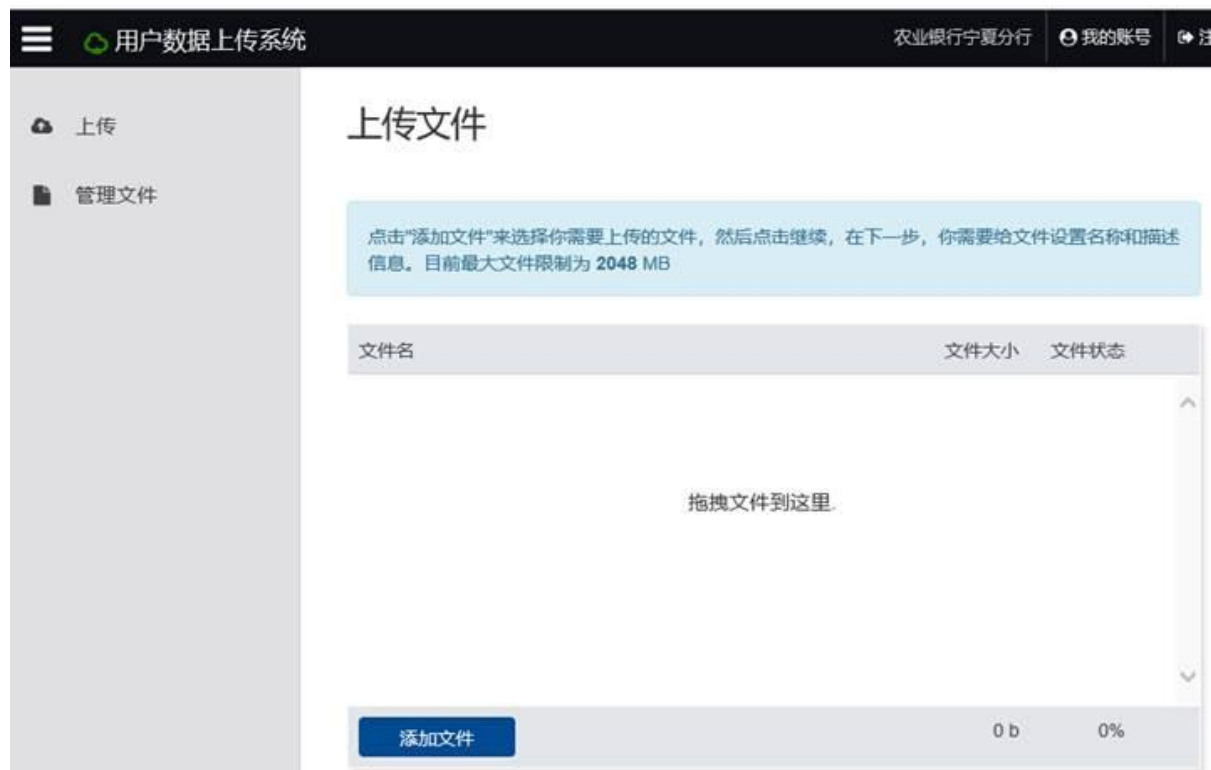 用户数据上传系统
农业银行宁夏分行 我的账号 注
上传
管理文件
上传文件
点击"添加文件"来选择你需要上传的文件，然后点击继续，在下一步，你需要给文件设置名称和描述
信息。目前最大文件限制为 2048 MB
文件名 文件大小 文件状态
拖拽文件到这里.
添加文件 0 b 0%